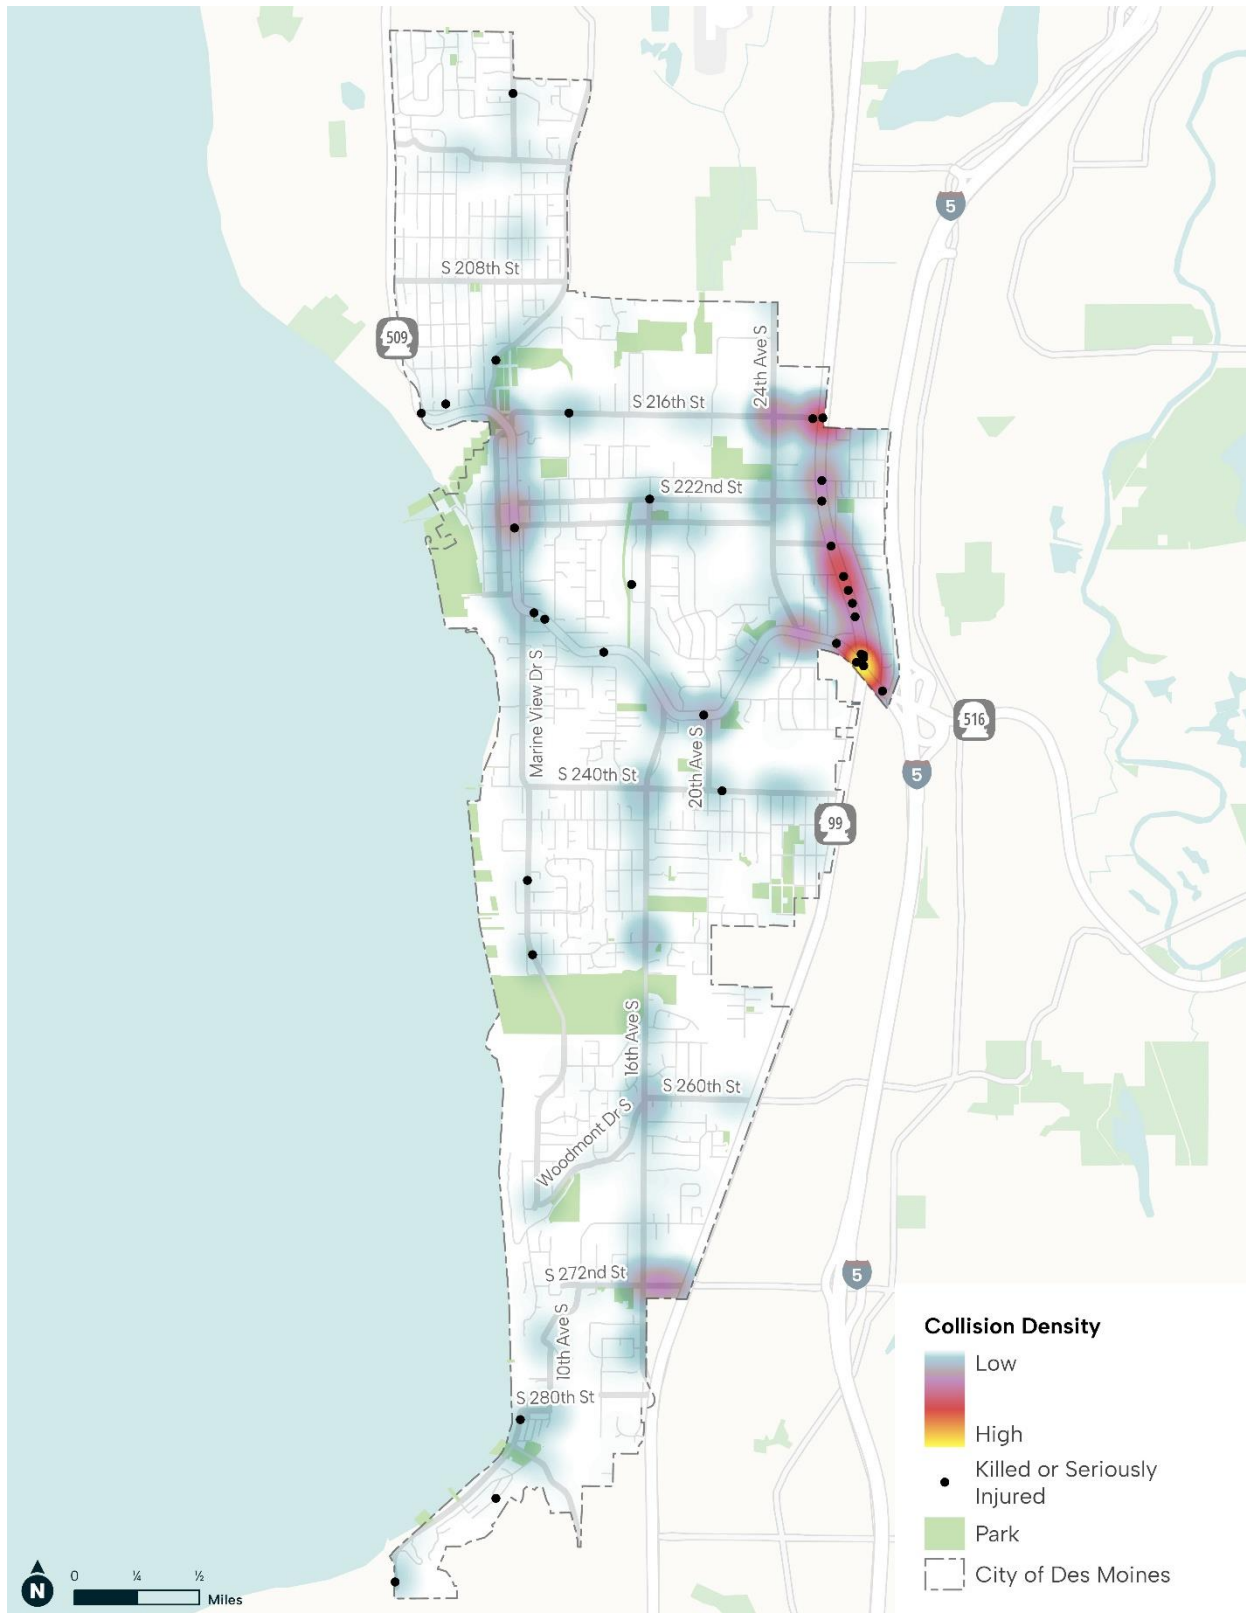 5
S 208th St
509
24th Ave S
S 216th St
S 222nd St
Marine View Dr S
516
20th Ave S
S 240th St
5
99
16th Ave S
S 260th St
Woodmont Dr S
S 272nd St
5
10th Ave S
S 280th St
Collision Density
Low
High
Killed or Seriously
Injured
Park
City of Des Moines
N
0 ¼ ½
Miles